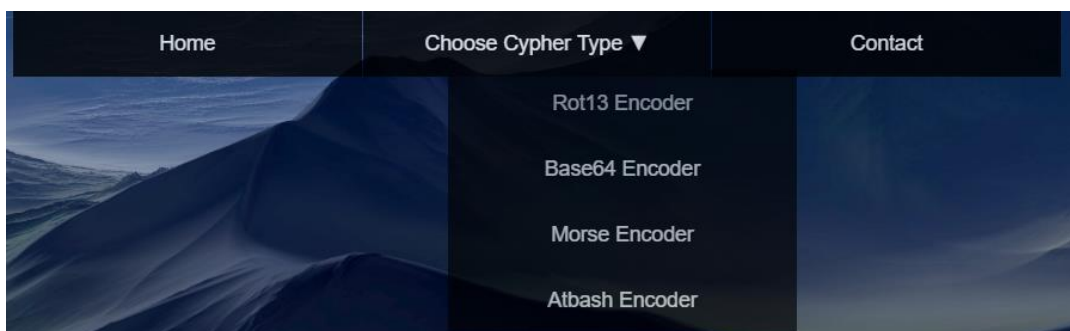 Home
Choose Cypher Type ▼
Contact
Rot13 Encoder
Base64 Encoder
Morse Encoder
Atbash Encoder